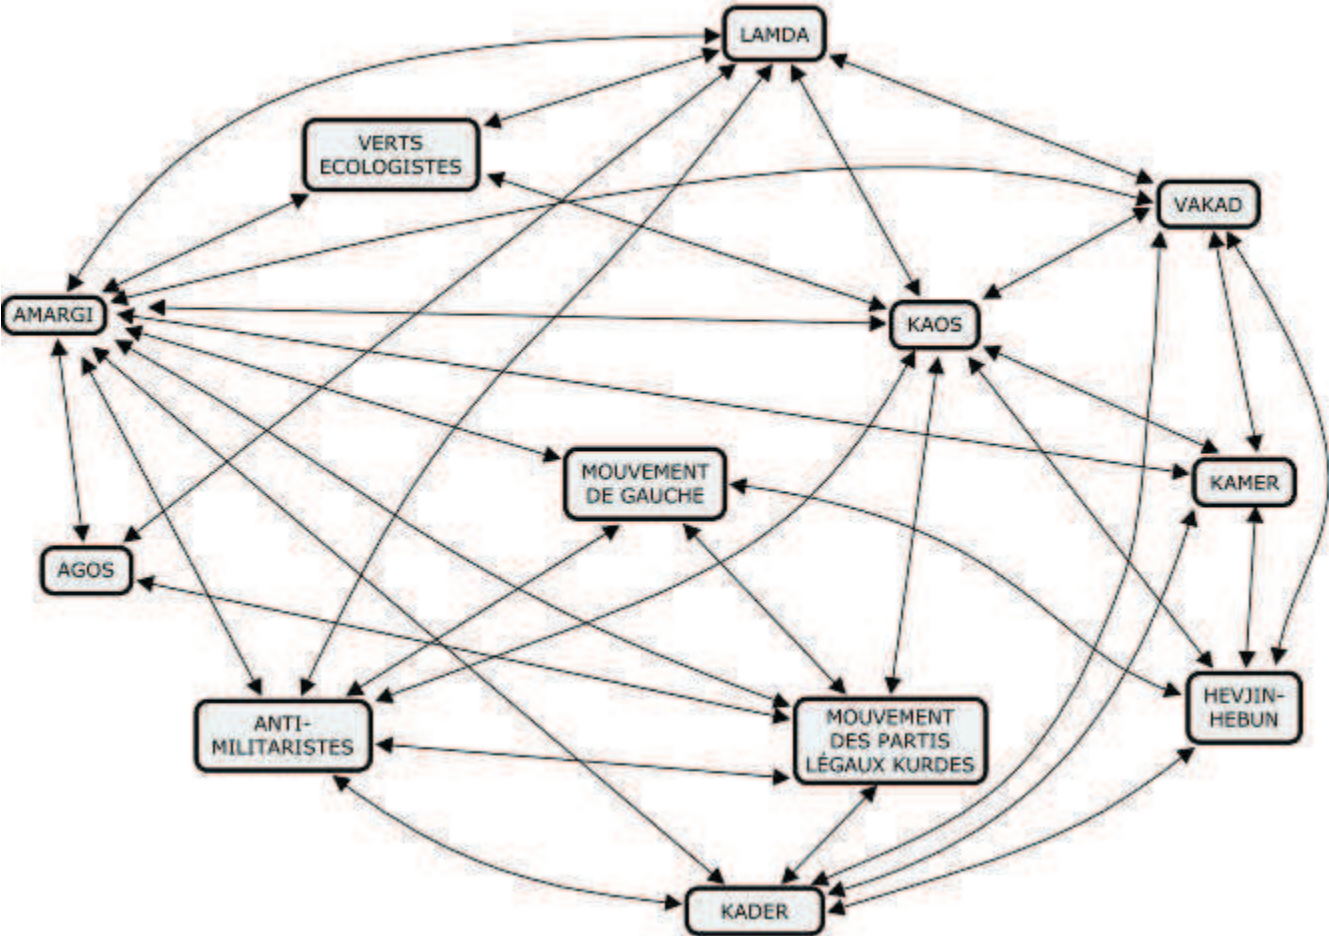 LAMDA
VERTS
ECOLOGISTES
VAKAD
AMARGI
KAOS
MOUVEMENT
DE GAUCHE
KAMER
AGOS
ANTI-
MILITARISTES
MOUVEMENT
DES PARTIS
LÉGAUX KURDES
HEVJIN-
HEBUN
KADER